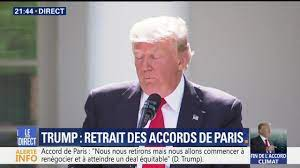 21:44 DIRECT
LE DIRECT
TRUMP : RETRAIT DES ACCORDS DE PARIS
ALERTE INFO
Accord de Paris : "Nous nous retirons mais nous allons commencer à
renégocier et à atteindre un deal équitable" (D. Trump).
FIN DE L'ACCORD
CLIMAT